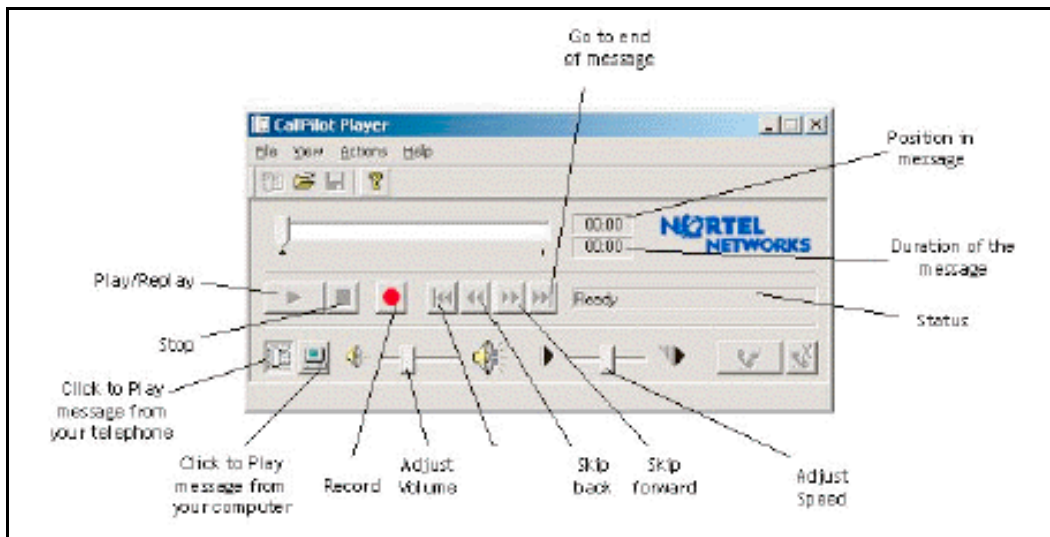 Go to end
of message
CallPilot Player
File View Actions Help
Position in
message
00:00
NORTEL
NETWORKS
00:00
Duration of the
message
Play/Replay
Ready
Status
Stop
Click to Play
message from
your telephone
Click to Play
message from
your computer
Record
Adjust
Volume
Skip
back
Skip
forward
Adjust
Speed